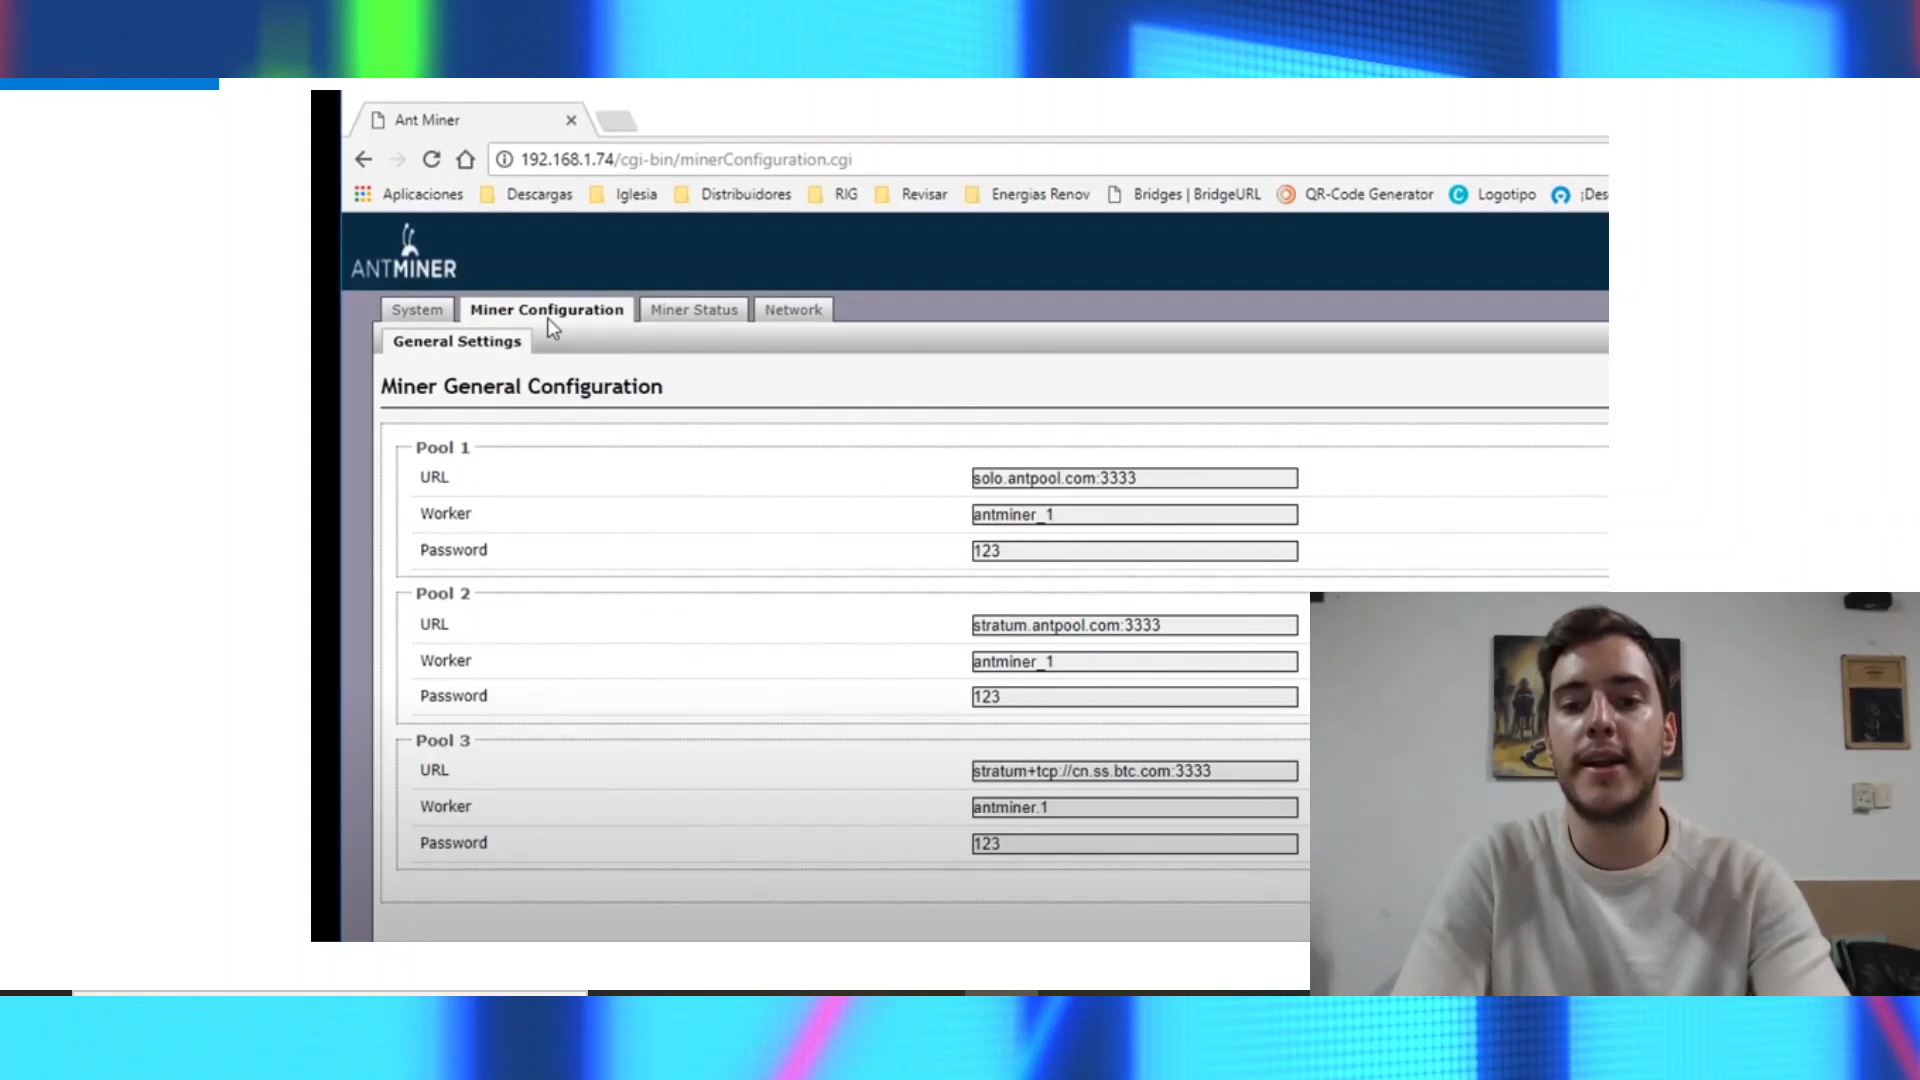 Ant Miner
192.168.1.74/cgi-bin/minerConfiguration.cgi
Aplicaciones Descargas Iglesia Distribuidores RIG Revisar Energias Renov Bridges | BridgeURL QR-Code Generator Logotipo ¡Des
ANTMINER
System Miner Configuration Miner Status Network
General Settings
Miner General Configuration
Pool 1
URL solo.antpool.com:3333
Worker antminer_1
Password 123
Pool 2
URL stratum.antpool.com:3333
Worker antminer_1
Password 123
Pool 3
URL stratum+tcp://cn.ss.btc.com:3333
Worker antminer.1
Password 123